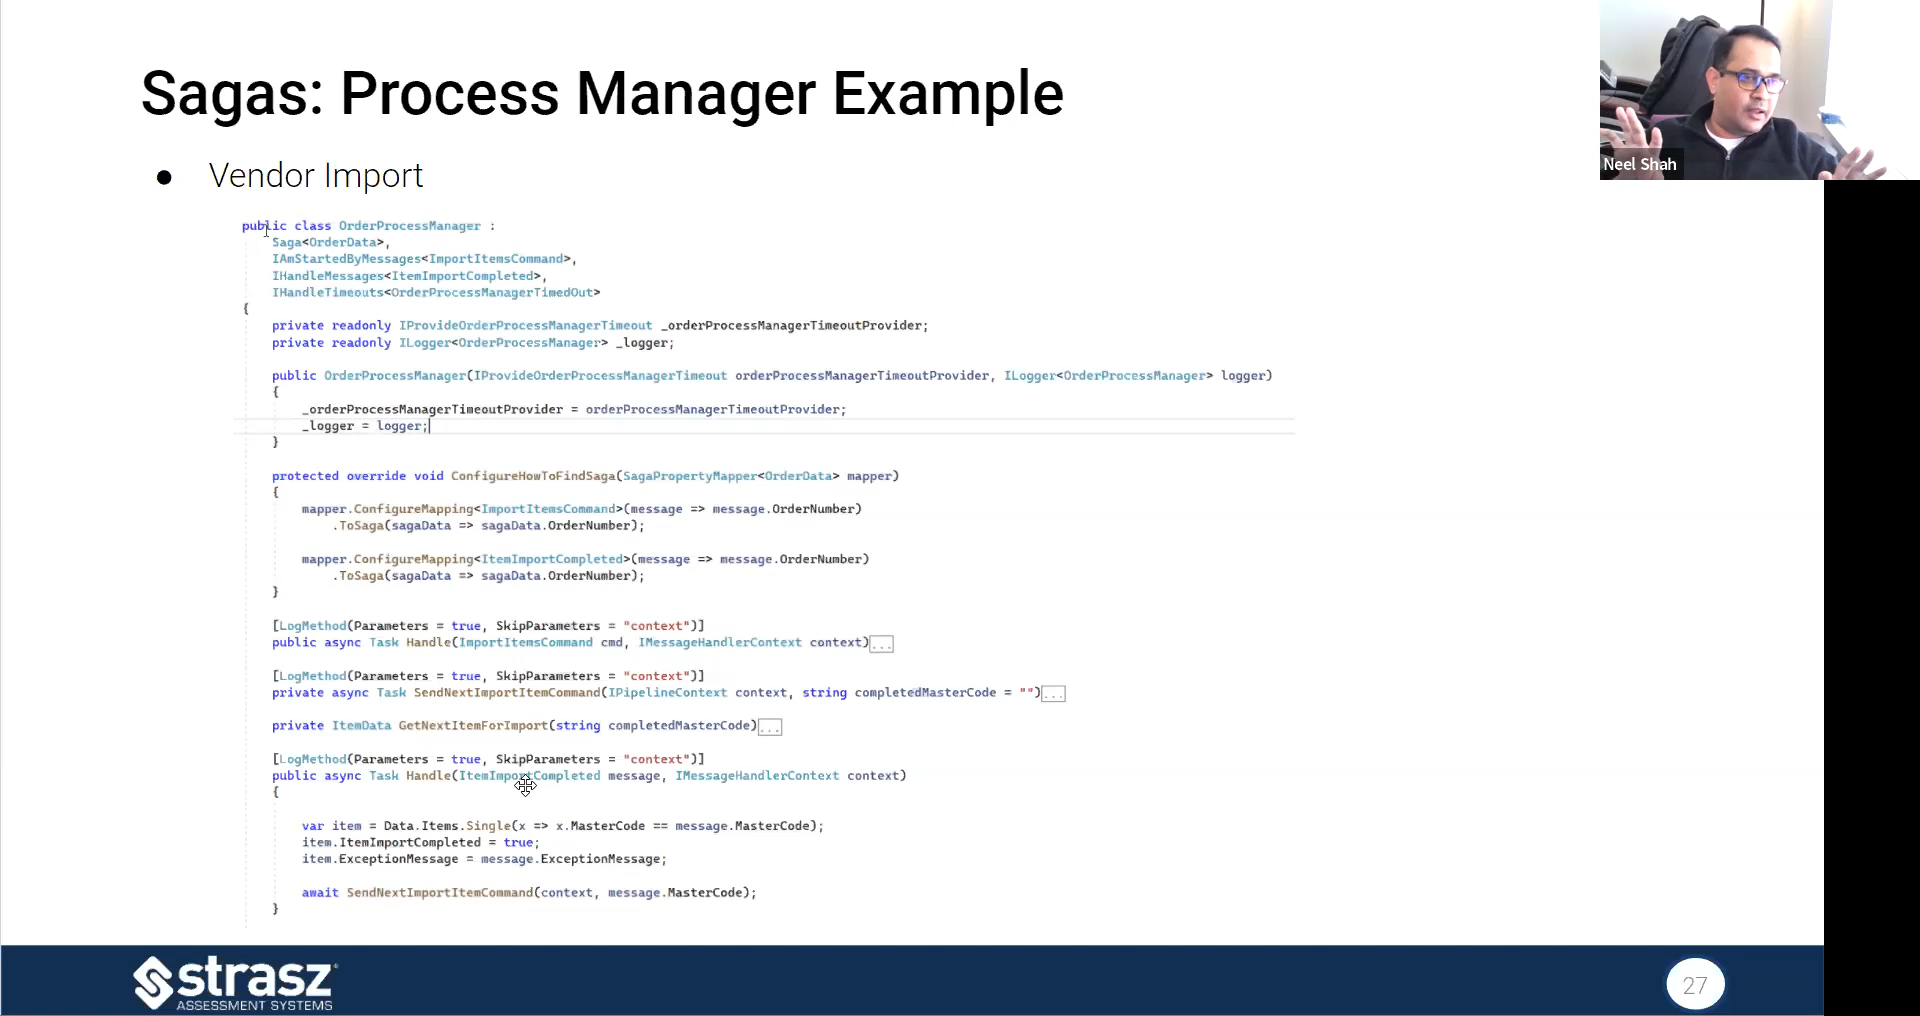 Sagas: Process Manager Example
Neel Shah
● Vendor Import
public class OrderProcessManager :
Saga<OrderData>,
IAmStartedByMessages<ImportItemsCommand>,
IHandleMessages<ItemImportCompleted>,
IHandleTimeouts<OrderProcessManagerTimedOut>
{
private readonly IProvideOrderProcessManagerTimeout _orderProcessManagerTimeoutProvider;
private readonly ILogger<OrderProcessManager> _logger;
public OrderProcessManager(IProvideOrderProcessManagerTimeout orderProcessManagerTimeoutProvider, ILogger<OrderProcessManager> logger)
{
_orderProcessManagerTimeoutProvider = orderProcessManagerTimeoutProvider;
_logger = logger;
}
protected override void ConfigureHowToFindSaga(SagaPropertyMapper<OrderData> mapper)
{
mapper.ConfigureMapping<ImportItemsCommand>(message => message.OrderNumber)
.ToSaga(sagaData => sagaData.OrderNumber);
mapper.ConfigureMapping<ItemImportCompleted>(message => message.OrderNumber)
.ToSaga(sagaData => sagaData.OrderNumber);
}
[LogMethod(Parameters = true, SkipParameters = "context")]
public async Task Handle(ImportItemsCommand cmd, IMessageHandlerContext context)...
[LogMethod(Parameters = true, SkipParameters = "context")]
private async Task SendNextImportItemCommand(IPipelineContext context, string completedMasterCode = "")...
private ItemData GetNextItemForImport(string completedMasterCode)...
[LogMethod(Parameters = true, SkipParameters = "context")]
public async Task Handle(ItemImportCompleted message, IMessageHandlerContext context)
{
var item = Data.Items.Single(x => x.MasterCode == message.MasterCode);
item.ItemImportCompleted = true;
item.ExceptionMessage = message.ExceptionMessage;
await SendNextImportItemCommand(context, message.MasterCode);
}
strasz
ASSESSMENT SYSTEMS
27